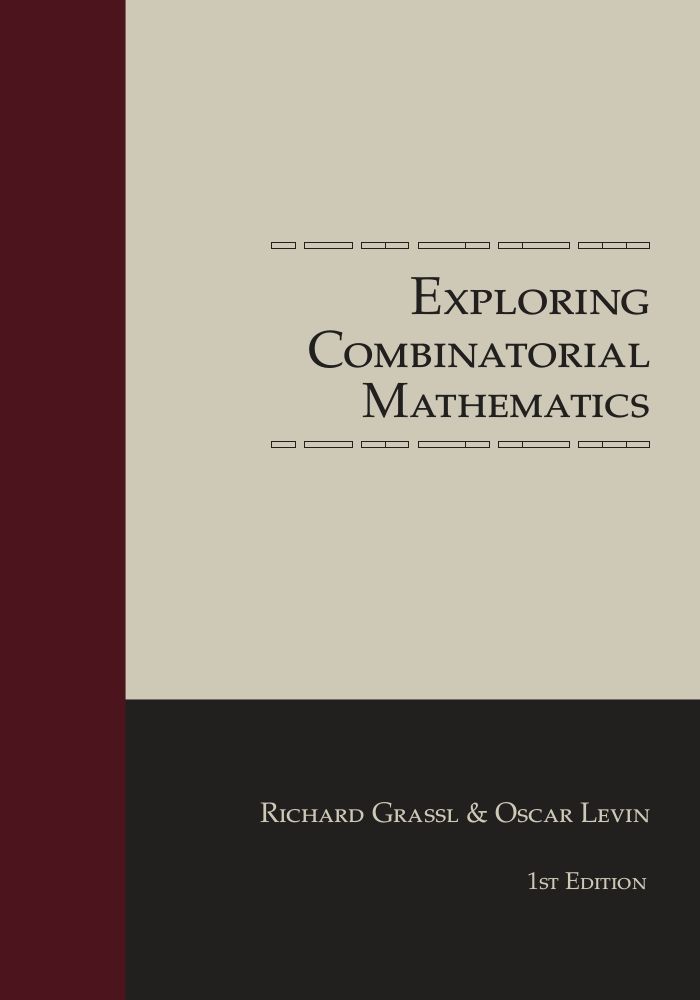 Exploring
Combinatorial
Mathematics
Richard Grassl & Oscar Levin
1st Edition